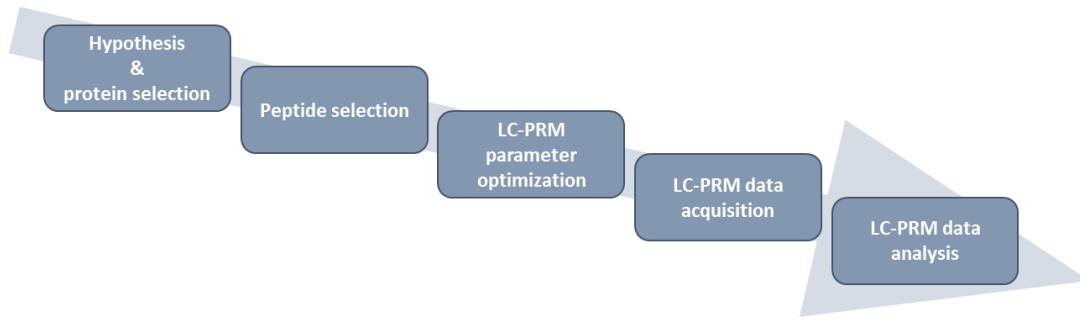 Hypothesis
&
protein selection
Peptide selection
LC-PRM
parameter
optimization
LC-PRM data
acquisition
LC-PRM data
analysis